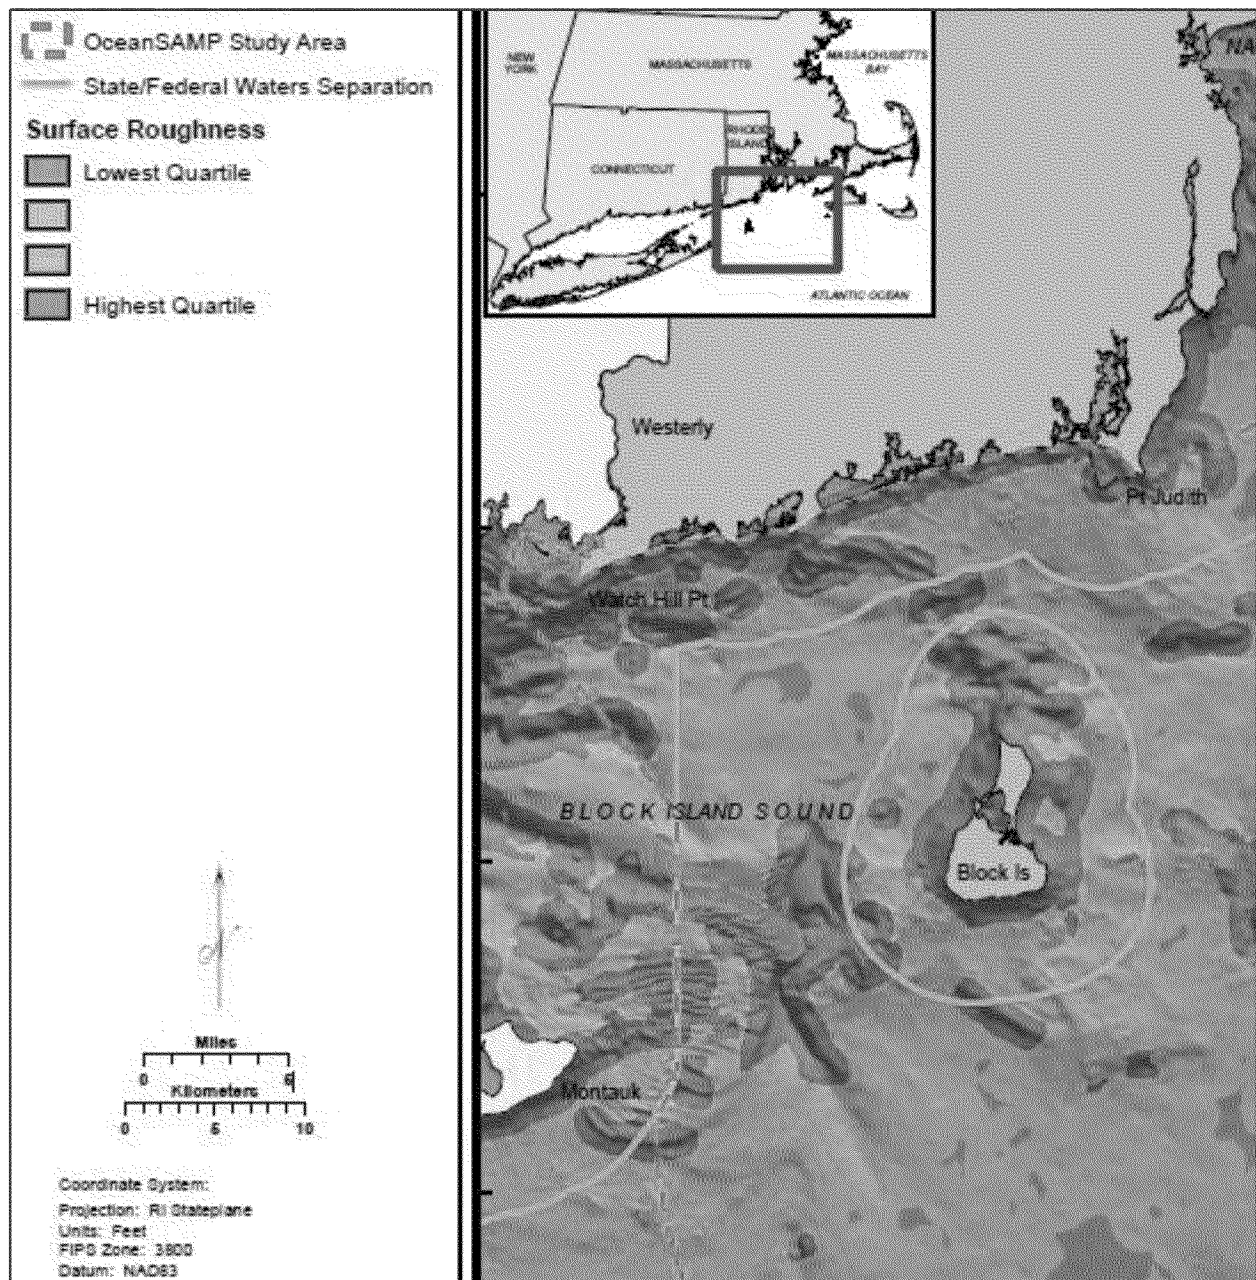 OceanSAMP Study Area
State/Federal Waters Separation
Surface Roughness
Lowest Quartile
Highest Quartile
Miles
0 6
Kilometers
0 5 10
Coordinate System:
Projection: RI Stateplane
Units: Feet
FIPS Zone: 3800
Datum: NAD83
NEW
YORK
MASSACHUSETTS
MASSACHUSETTS
BAY
RHODE
ISLAND
CONNECTICUT
ATLANTIC OCEAN
NA
Westerly
Pt Judith
Watch Hill Pt
BLOCK ISLAND SOUND
Block Is
Montauk